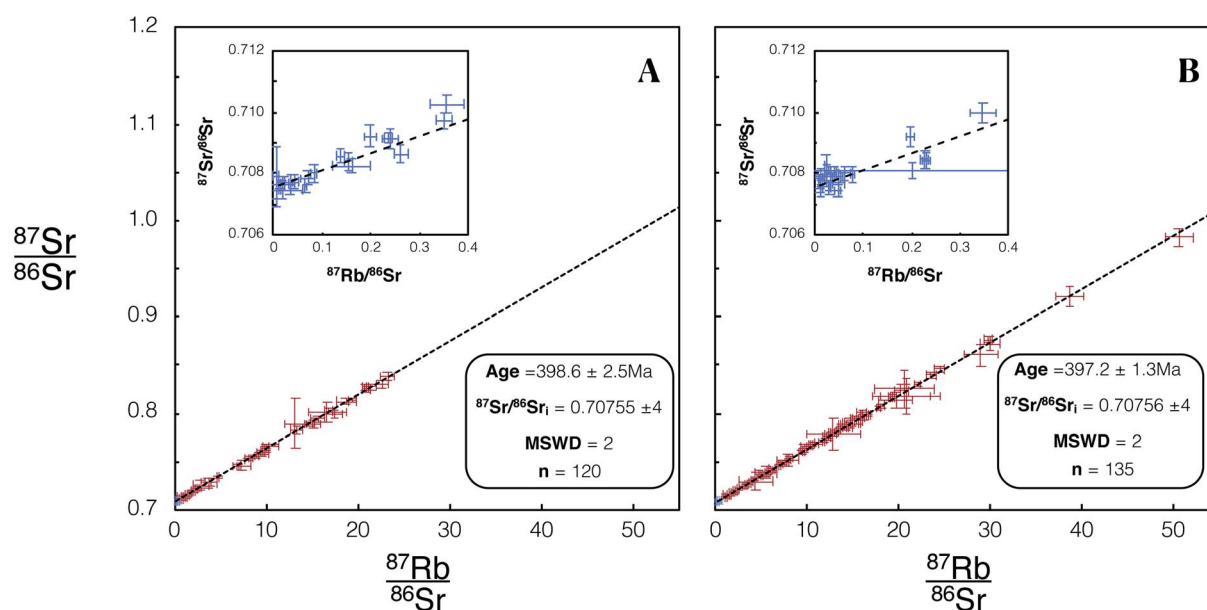 A
1.2
1.1
1.0
0.9
0.8
0.7
⁸⁷Sr
⁸⁶Sr
0 10 20 30 40 50
⁸⁷Rb
⁸⁶Sr
0.712
0.710
0.708
0.706
⁸⁷Sr/⁸⁶Sr
0 0.1 0.2 0.3 0.4
⁸⁷Rb/⁸⁶Sr
Age =398.6 ± 2.5Ma
⁸⁷Sr/⁸⁶Srᵢ = 0.70755 ±4
MSWD = 2
n = 120
B
0.712
0.710
0.708
0.706
⁸⁷Sr/⁸⁶Sr
0 0.1 0.2 0.3 0.4
⁸⁷Rb/⁸⁶Sr
Age =397.2 ± 1.3Ma
⁸⁷Sr/⁸⁶Srᵢ = 0.70756 ±4
MSWD = 2
n = 135
0 10 20 30 40 50
⁸⁷Rb
⁸⁶Sr